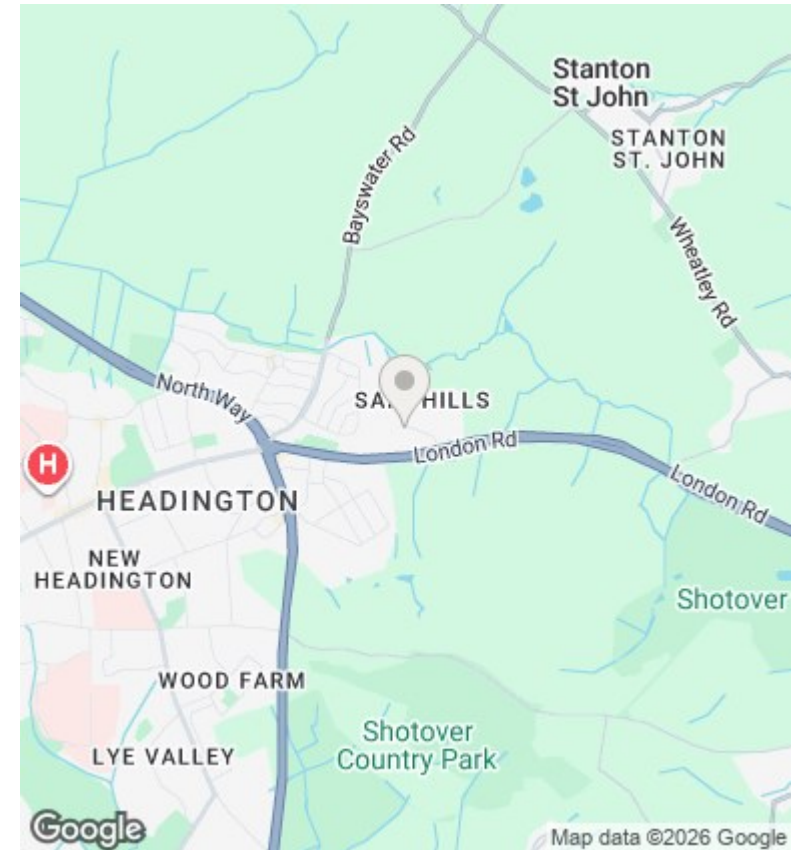 Stanton
St John
STANTON
ST. JOHN
Bayswater Rd
Wheatley Rd
North Way
HILLS
London Rd
London Rd
H
HEADINGTON
NEW
HEADINGTON
Shotover
WOOD FARM
Shotover
Country Park
LYE VALLEY
Google
Map data ©2026 Google